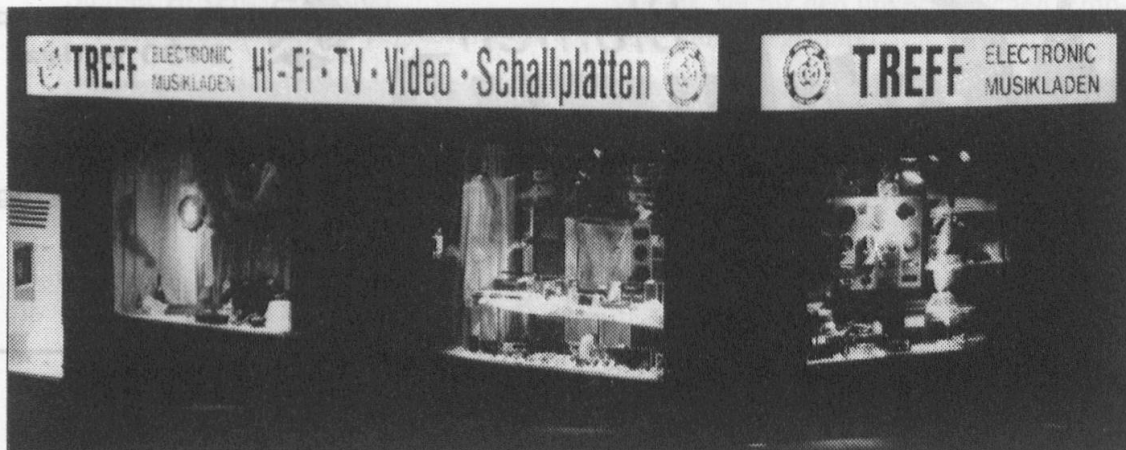 TREFF ELECTRONIC MUSIKLADEN Hi-Fi · TV · Video · Schallplatten
TREFF ELECTRONIC MUSIKLADEN